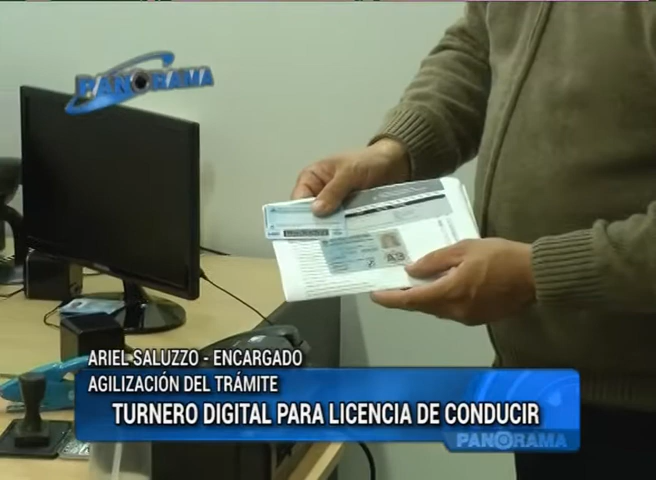 PANORAMA
ARIEL SALUZZO - ENCARGADO
AGILIZACIÓN DEL TRÁMITE
TURNERO DIGITAL PARA LICENCIA DE CONDUCIR
PANORAMA